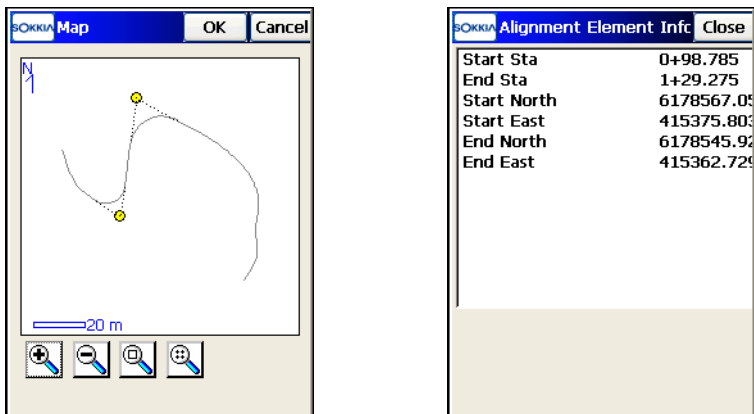 SOKKIA Map OK Cancel
N
20 m
SOKKIA Alignment Element Info Close
Start Sta 0+98.785
End Sta 1+29.275
Start North 6178567.05
Start East 415375.803
End North 6178545.92
End East 415362.729